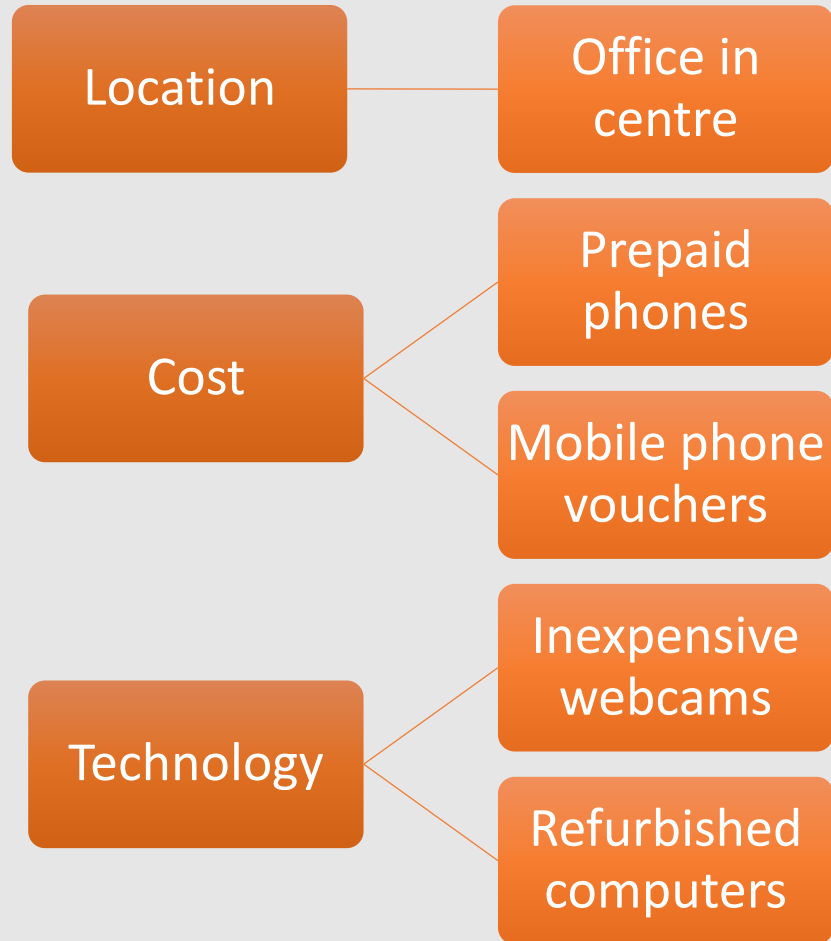 Location
Office in
centre
Cost
Prepaid
phones
Mobile phone
vouchers
Technology
Inexpensive
webcams
Refurbished
computers